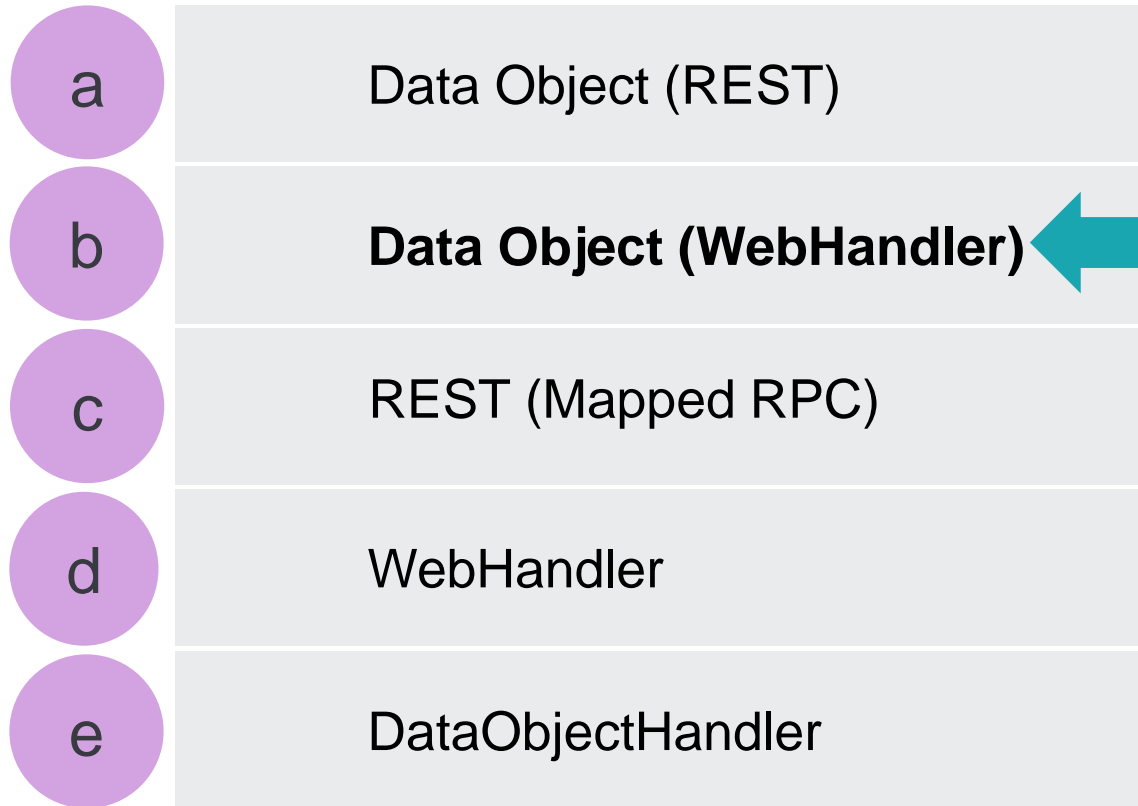 a Data Object (REST)
b Data Object (WebHandler)
c REST (Mapped RPC)
d WebHandler
e DataObjectHandler